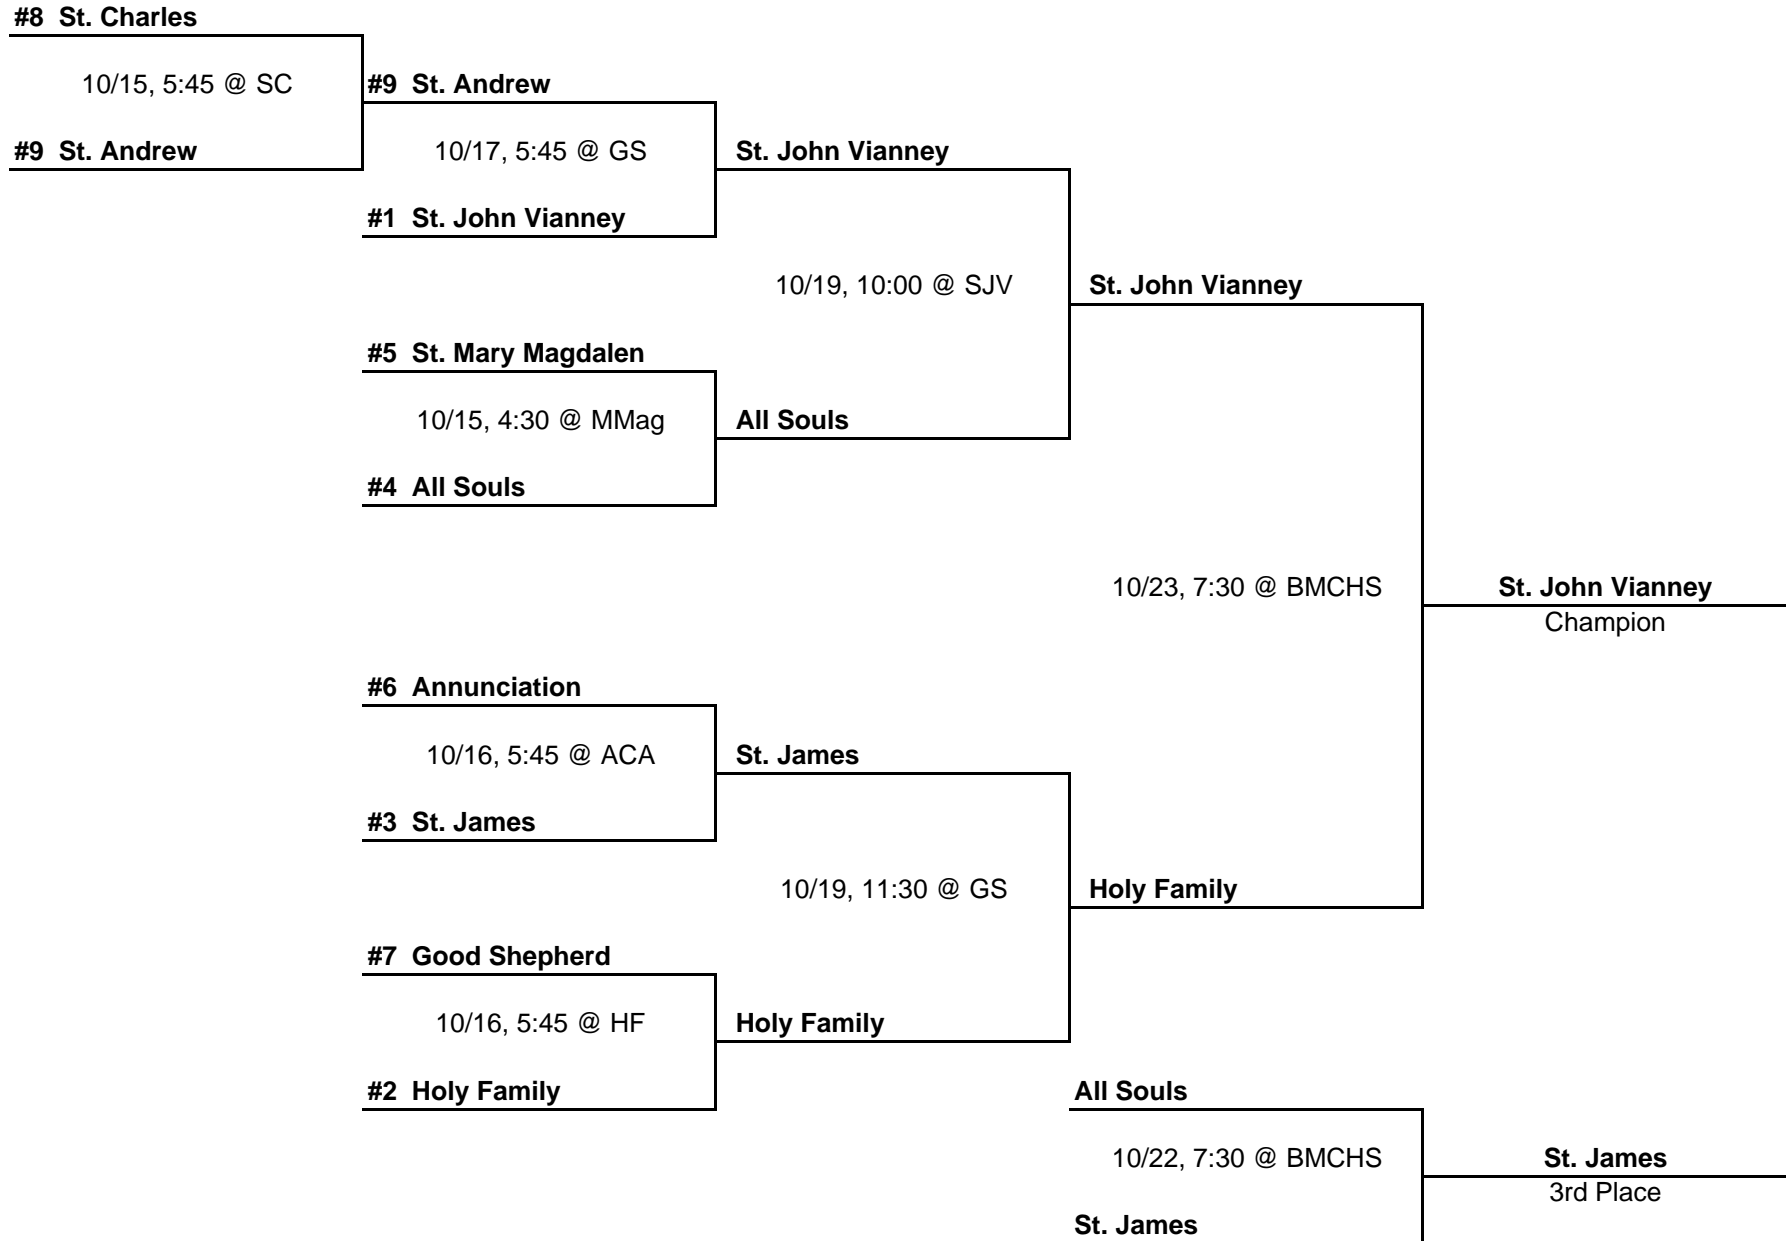 #8 St. Charles
10/15, 5:45 @ SC
#9 St. Andrew
#9 St. Andrew
10/17, 5:45 @ GS
St. John Vianney
#1 St. John Vianney
10/19, 10:00 @ SJV
St. John Vianney
#5 St. Mary Magdalen
10/15, 4:30 @ MMag
All Souls
#4 All Souls
10/23, 7:30 @ BMCHS
St. John Vianney
Champion
#6 Annunciation
10/16, 5:45 @ ACA
St. James
#3 St. James
10/19, 11:30 @ GS
Holy Family
#7 Good Shepherd
10/16, 5:45 @ HF
Holy Family
#2 Holy Family
All Souls
10/22, 7:30 @ BMCHS
St. James
3rd Place
St. James